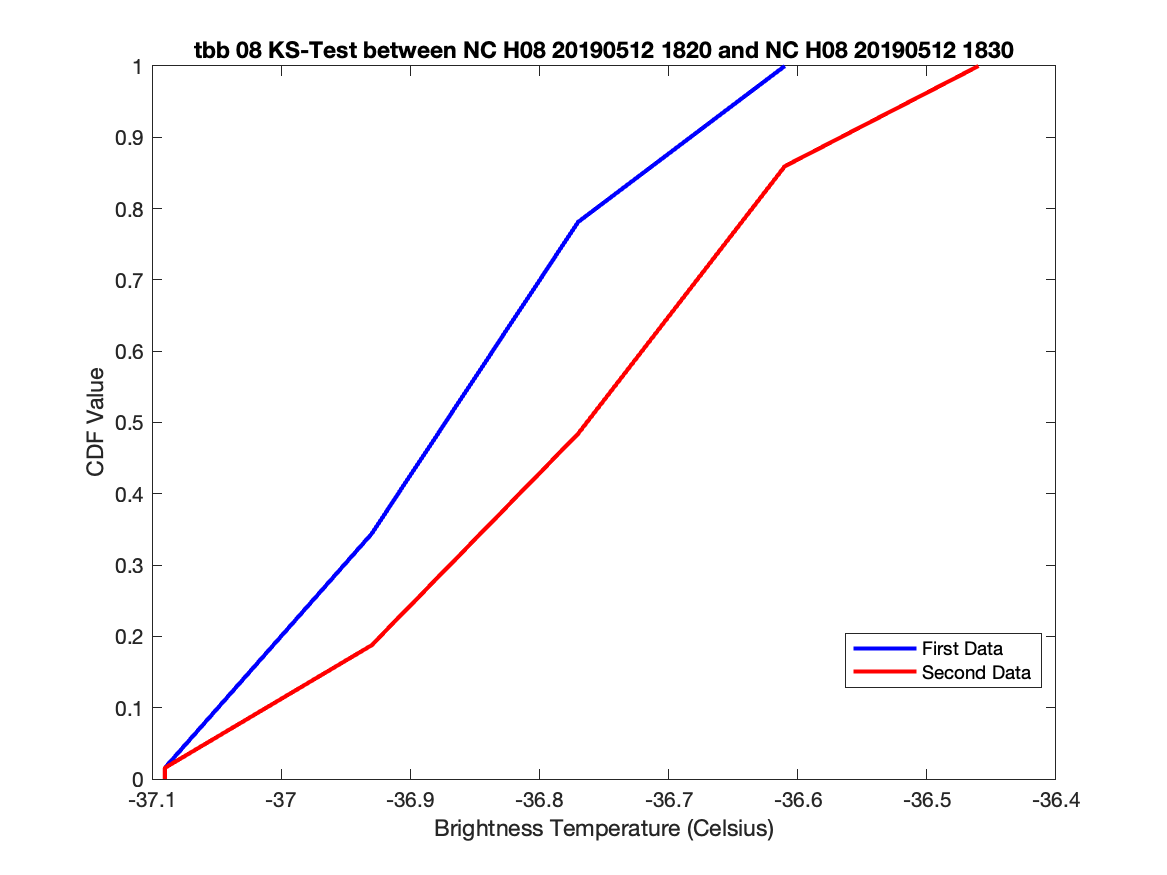 tbb 08 KS-Test between NC H08 20190512 1820 and NC H08 20190512 1830
1
0.9
0.8
0.7
0.6
0.5
0.4
0.3
0.2
0.1
0
CDF Value
First Data
Second Data
-37.1 -37 -36.9 -36.8 -36.7 -36.6 -36.5 -36.4
Brightness Temperature (Celsius)